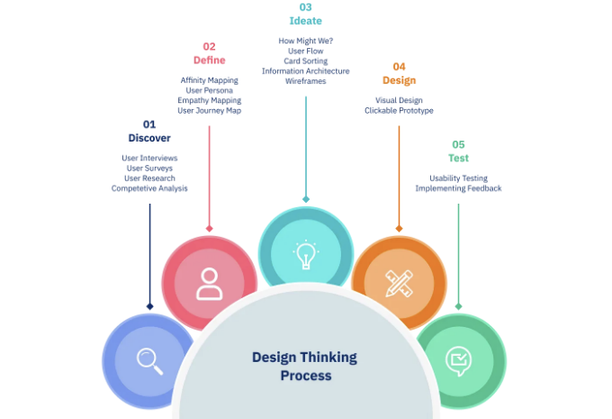 01
Discover
User Interviews
User Surveys
User Research
Competetive Analysis
02
Define
Affinity Mapping
User Persona
Empathy Mapping
User Journey Map
03
Ideate
How Might We?
User Flow
Card Sorting
Information Architecture
Wireframes
04
Design
Visual Design
Clickable Prototype
05
Test
Usability Testing
Implementing Feedback
Design Thinking
Process